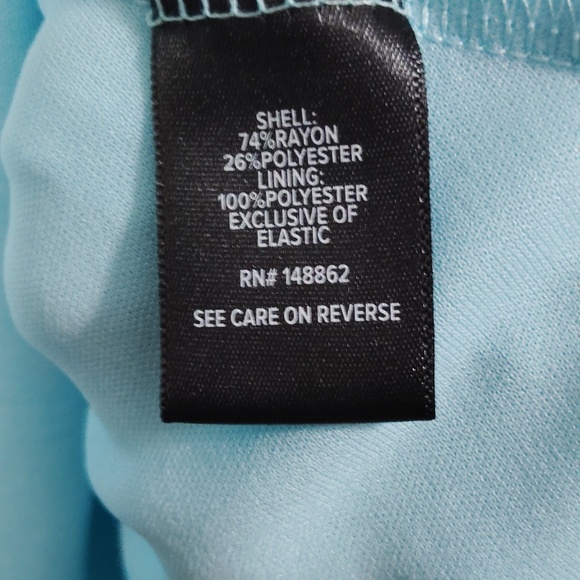 SHELL:
74%RAYON
26%POLYESTER
LINING:
100%POLYESTER
EXCLUSIVE OF
ELASTIC
RN# 148862
SEE CARE ON REVERSE